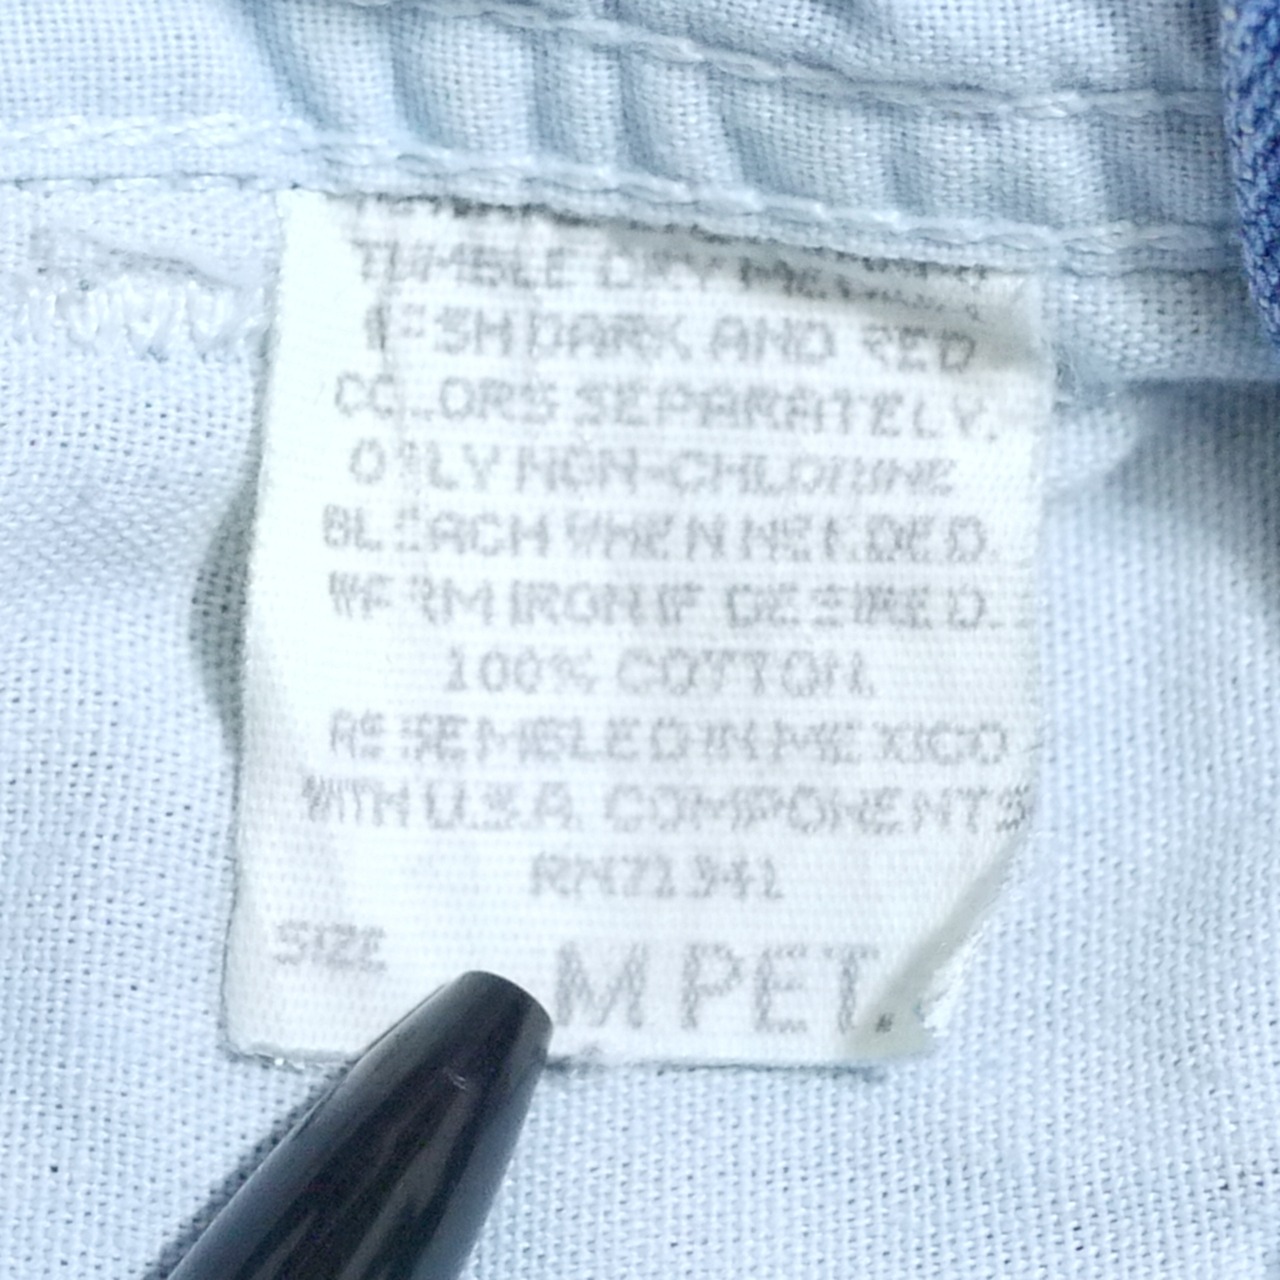 TUMBLE DRY MEDIUM
WASH DARK AND RED
COLORS SEPARATELY.
ONLY NON-CHLORINE
BLEACH WHEN NEEDED.
WARM IRON IF DESIRED.
100% COTTON.
ASSEMBLED IN MEXICO
WITH U.S.A. COMPONENTS
RN71341
SIZE M PET.